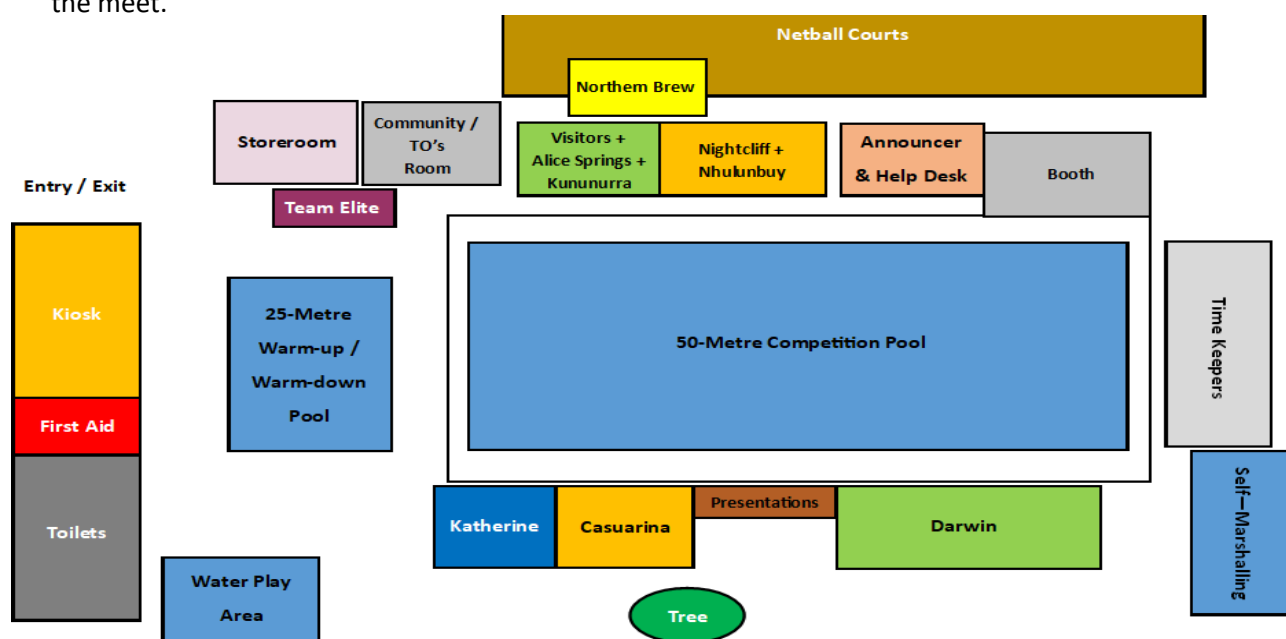 the meet.
Netball Courts
Northern Brew
Storeroom
Community /
TO's
Room
Visitors +
Alice Springs +
Kununurra
Nightcliff +
Nhulunbuy
Announcer
& Help Desk
Booth
Entry / Exit
Team Elite
Kiosk
25-Metre
Warm-up /
Warm-down
Pool
50-Metre Competition Pool
Time Keepers
First Aid
Toilets
Katherine
Casuarina
Presentations
Darwin
Self–Marshalling
Water Play
Area
Tree